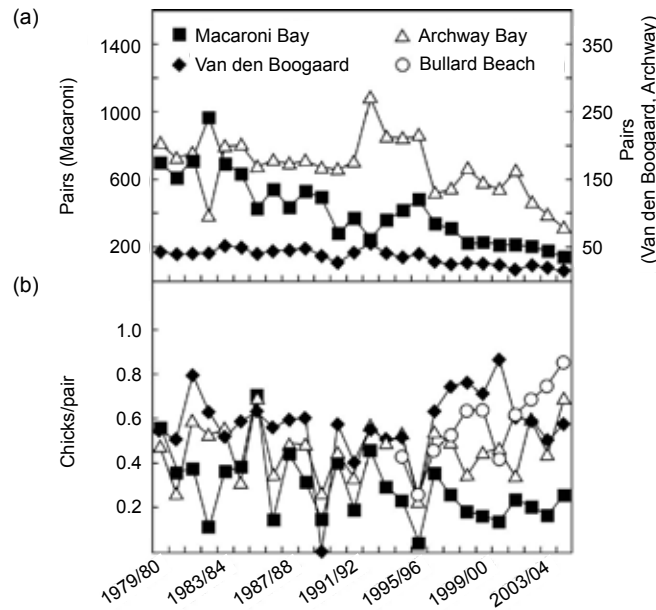 (a)
1600
1000
600
200
Pairs (Macaroni)
Macaroni Bay
Van den Boogaard
Archway Bay
Bullard Beach
350
250
150
50
Pairs
(Van den Boogaard, Archway)
(b)
1.0
0.8
0.6
0.4
0.2
Chicks/pair
1979/80
1983/84
1987/88
1991/92
1995/96
1999/00
2003/04